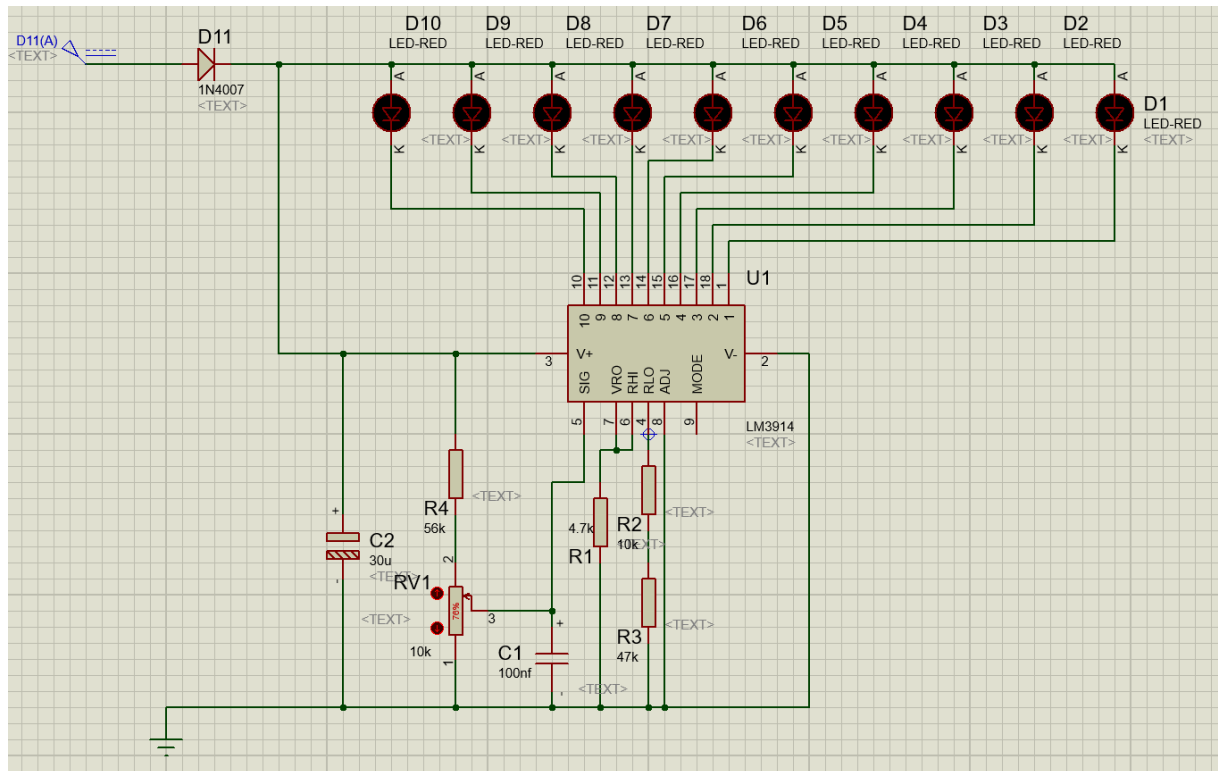 D10
D9
D8
D7
D6
D5
D4
D3
D2
LED-RED
LED-RED
LED-RED
LED-RED
LED-RED
LED-RED
LED-RED
LED-RED
LED-RED
D11(A)
<TEXT>
D11
1N4007
<TEXT>
A
A
A
A
A
A
A
A
A
A
D1
LED-RED
<TEXT>
<TEXT>
<TEXT>
<TEXT>
<TEXT>
<TEXT>
<TEXT>
<TEXT>
<TEXT>
K
K
K
K
K
K
K
K
K
K
10
11
12
13
14
15
16
17
18
1
U1
10
9
8
7
6
5
4
3
2
1
3
V+
V-
2
SIG
VRO
RHI
RLO
ADJ
MODE
5
7
6
4
8
9
LM3914
<TEXT>
R4
56k
<TEXT>
4.7k
R1
R2
10k
<TEXT>
<TEXT>
+
C2
30u
-
<TEXT>
RV1
2
76%
3
1
<TEXT>
10k
+
C1
100nf
-
<TEXT>
R3
47k
<TEXT>